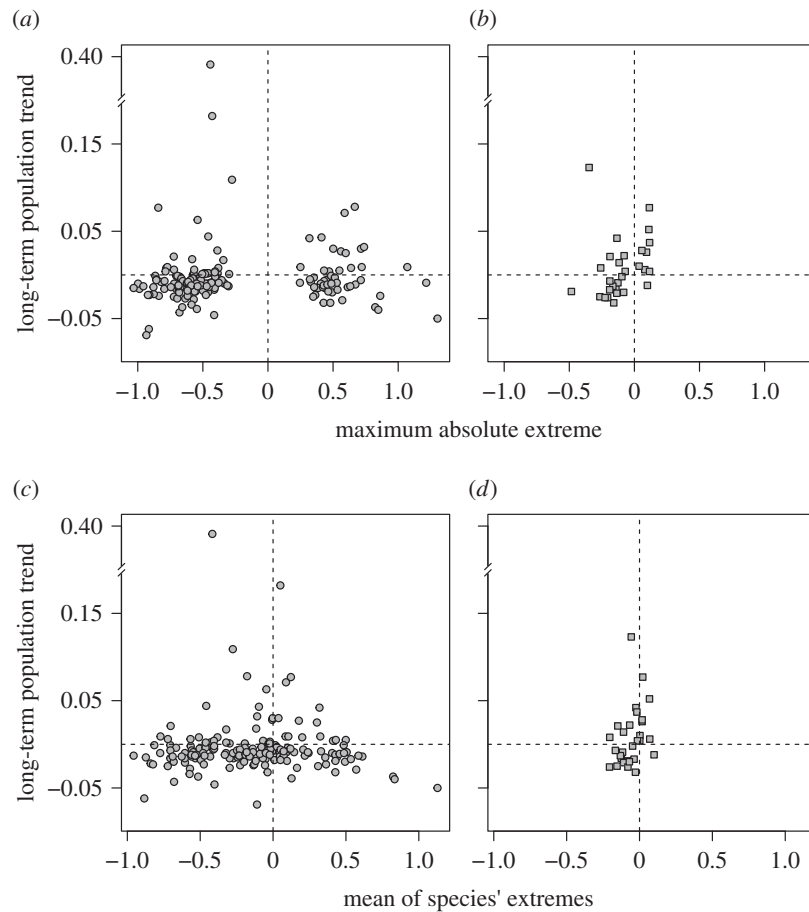 (a)
(b)
long-term population trend
0.40
0.15
0.05
−0.05
−1.0 −0.5 0 0.5 1.0
−1.0 −0.5 0 0.5 1.0
maximum absolute extreme
(c)
(d)
long-term population trend
0.40
0.15
0.05
−0.05
−1.0 −0.5 0 0.5 1.0
−1.0 −0.5 0 0.5 1.0
mean of species' extremes